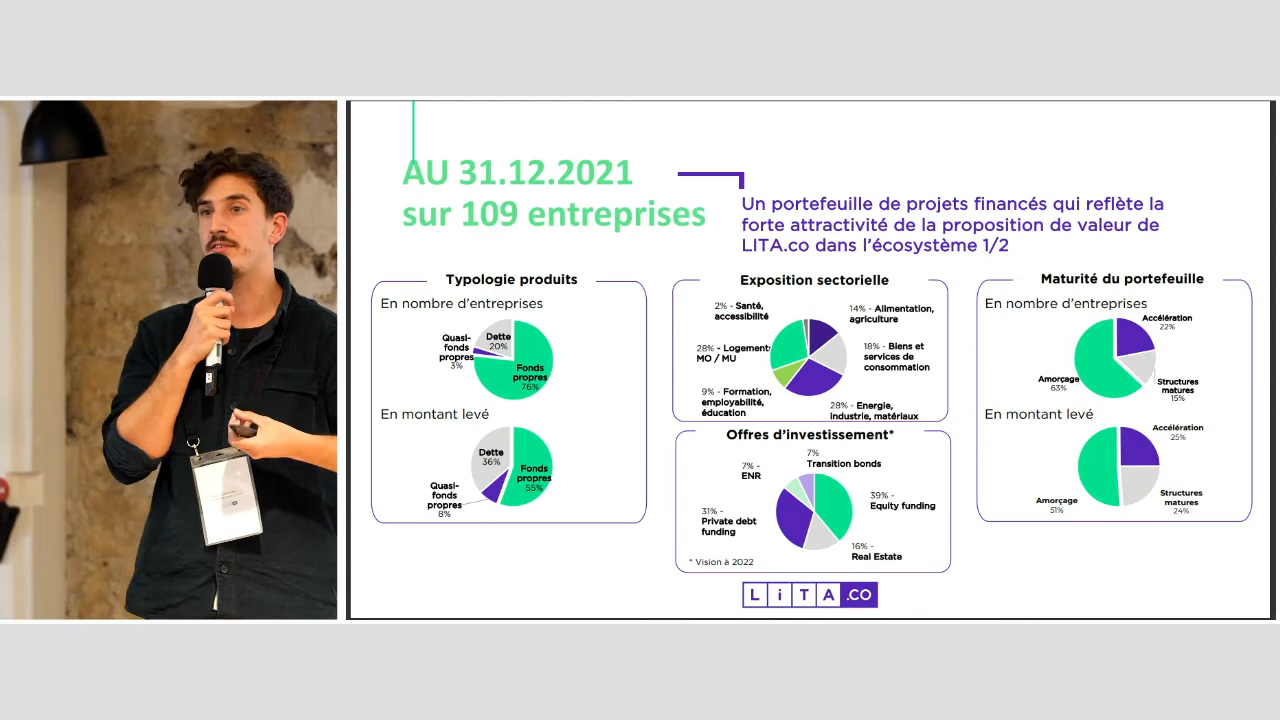 AU 31.12.2021
sur 109 entreprises
Un portefeuille de projets financés qui reflète la
forte attractivité de la proposition de valeur de
LITA.co dans l'écosystème 1/2
Typologie produits
En nombre d'entreprises
Quasi-
fonds
propres
3%
Dette
20%
Fonds
propres
76%
En montant levé
Dette
36%
Fonds
propres
55%
Quasi-
fonds
propres
8%
Exposition sectorielle
2% - Santé,
accessibilité
14% - Alimentation,
agriculture
28% - Logement
MO / MU
18% - Biens et
services de
consommation
9% - Formation,
employabilité,
éducation
28% - Energie,
industrie, matériaux
Offres d'investissement*
7%
Transition bonds
7% -
ENR
39% -
Equity funding
31% -
Private debt
funding
16% -
Real Estate
* Vision à 2022
Maturité du portefeuille
En nombre d'entreprises
Accélération
22%
Amorçage
63%
Structures
matures
15%
En montant levé
Accélération
25%
Amorçage
51%
Structures
matures
24%
LiTA.CO